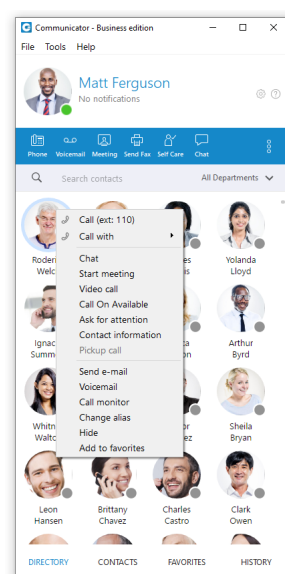 Communicator - Business edition
File Tools Help
Matt Ferguson
No notifications
Phone Voicemail Meeting Send Fax Self Care Chat
Search contacts All Departments
Call (ext: 110)
Call with
Chat
Start meeting
Video call
Call On Available
Ask for attention
Contact information
Pickup call
Send e-mail
Voicemail
Call monitor
Change alias
Hide
Add to favorites
Yolanda
Lloyd
Arthur
Byrd
Sheila
Bryan
Leon Brittany Charles Clark
Hansen Chavez Castro Owen
DIRECTORY CONTACTS FAVORITES HISTORY